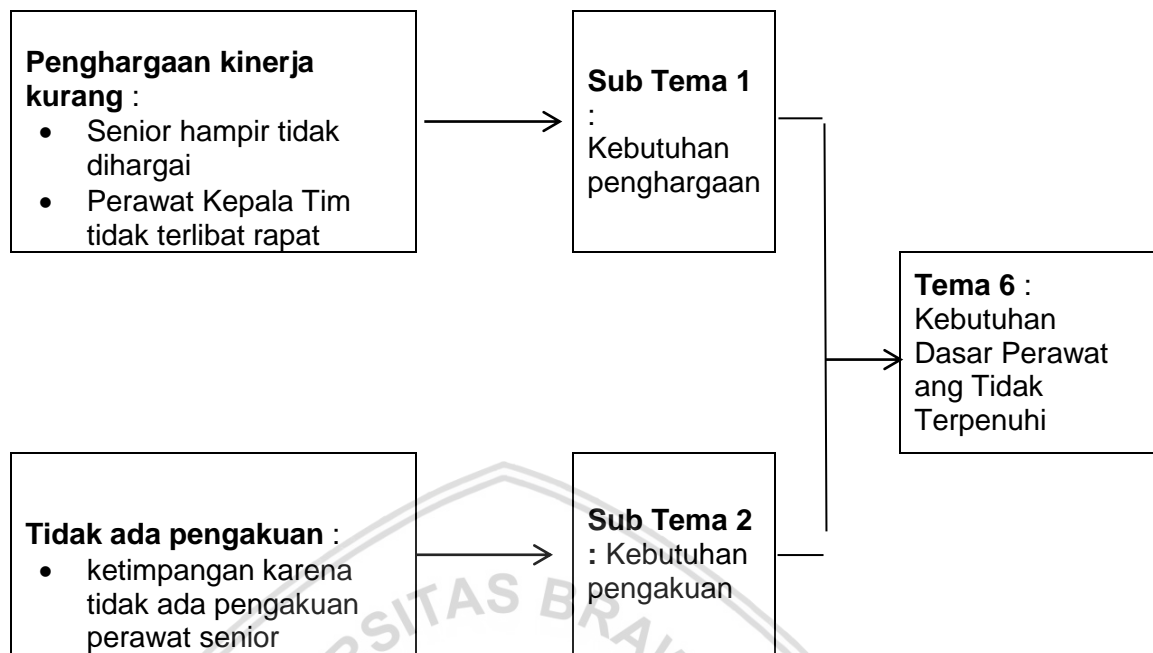 Penghargaan kinerja
kurang :
• Senior hampir tidak
dihargai
• Perawat Kepala Tim
tidak terlibat rapat
Sub Tema 1
:
Kebutuhan
penghargaan
Tema 6 :
Kebutuhan
Dasar Perawat
ang Tidak
Terpenuhi
Tidak ada pengakuan :
• ketimpangan karena
tidak ada pengakuan
perawat senior
Sub Tema 2
: Kebutuhan
pengakuan